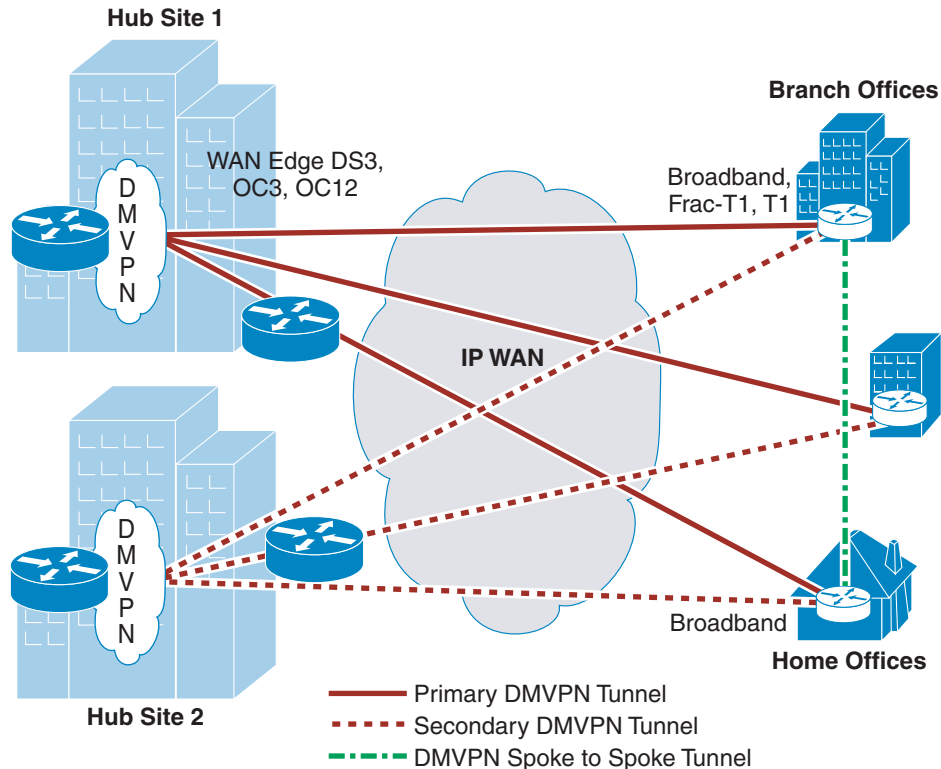 Hub Site 1
Branch Offices
WAN Edge DS3,
OC3, OC12
Broadband,
Frac-T1, T1
D
M
V
P
N
IP WAN
D
M
V
P
N
Broadband
Home Offices
Hub Site 2
Primary DMVPN Tunnel
Secondary DMVPN Tunnel
DMVPN Spoke to Spoke Tunnel